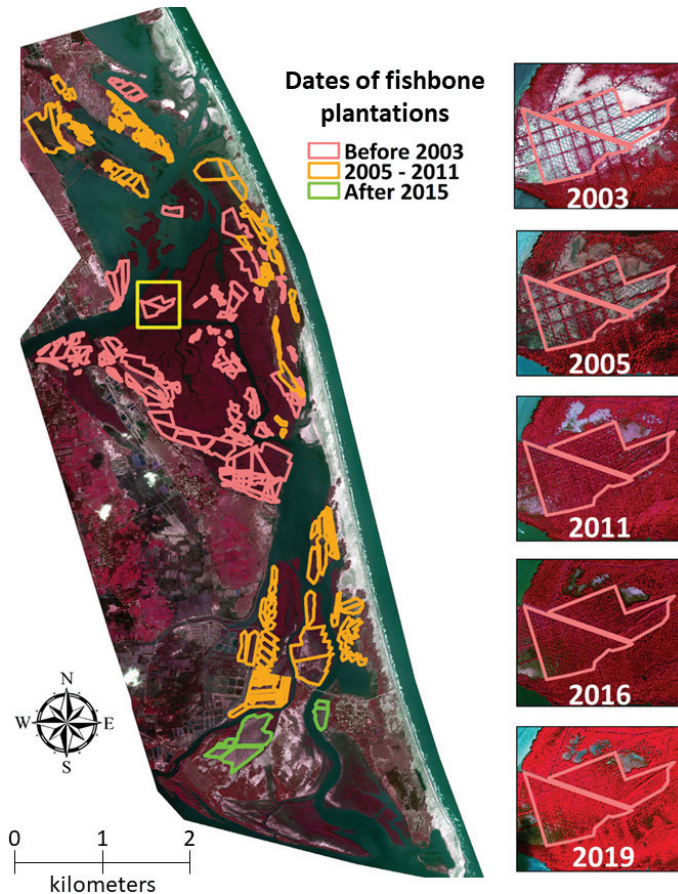 Dates of fishbone
plantations
Before 2003
2005 - 2011
After 2015
2003
2005
2011
2016
2019
N
W E
S
0 1 2
kilometers